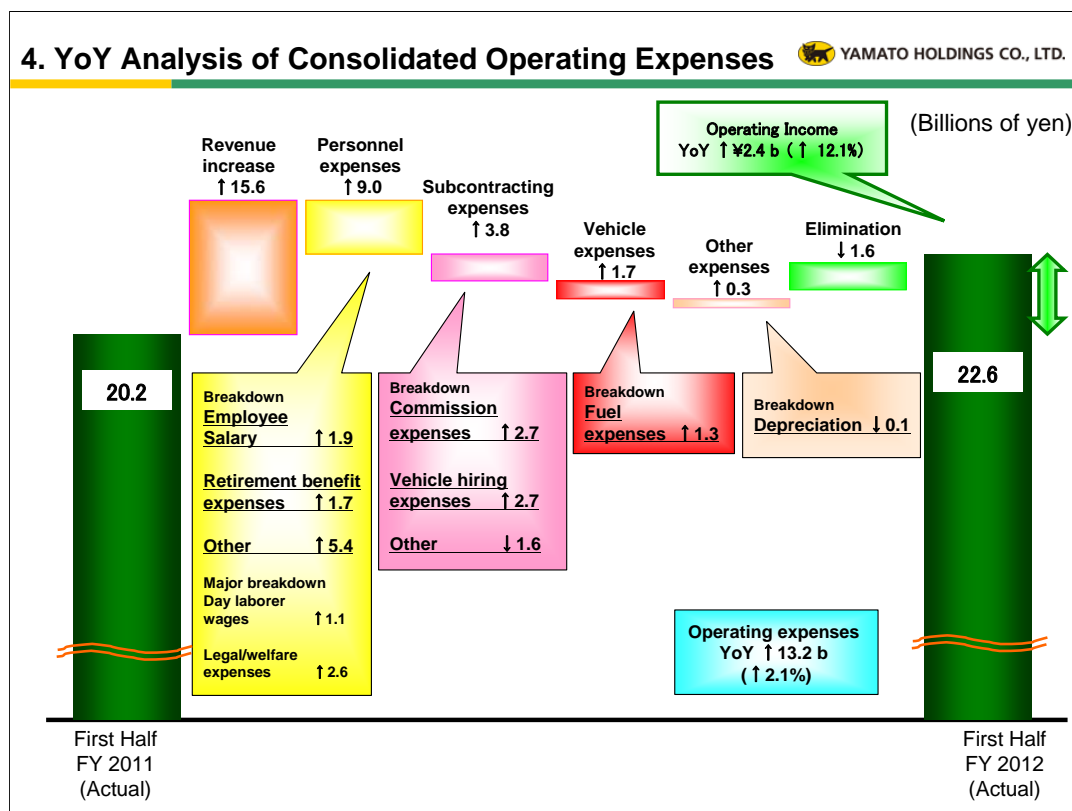 4. YoY Analysis of Consolidated Operating Expenses
YAMATO HOLDINGS CO., LTD.
(Billions of yen)
Operating Income
YoY ↑¥2.4 b (↑ 12.1%)
Revenue
increase
↑15.6
Personnel
expenses
↑9.0
Subcontracting
expenses
↑3.8
Vehicle
expenses
↑1.7
Other
expenses
↑0.3
Elimination
↓1.6
20.2
22.6
Breakdown
Employee
Salary ↑1.9
Retirement benefit
expenses ↑1.7
Other ↑5.4
Major breakdown
Day laborer
wages ↑1.1
Legal/welfare
expenses ↑2.6
Breakdown
Commission
expenses ↑2.7
Vehicle hiring
expenses ↑2.7
Other ↓1.6
Breakdown
Fuel
expenses ↑1.3
Breakdown
Depreciation ↓0.1
Operating expenses
YoY ↑13.2 b
(↑2.1%)
First Half
FY 2011
(Actual)
First Half
FY 2012
(Actual)